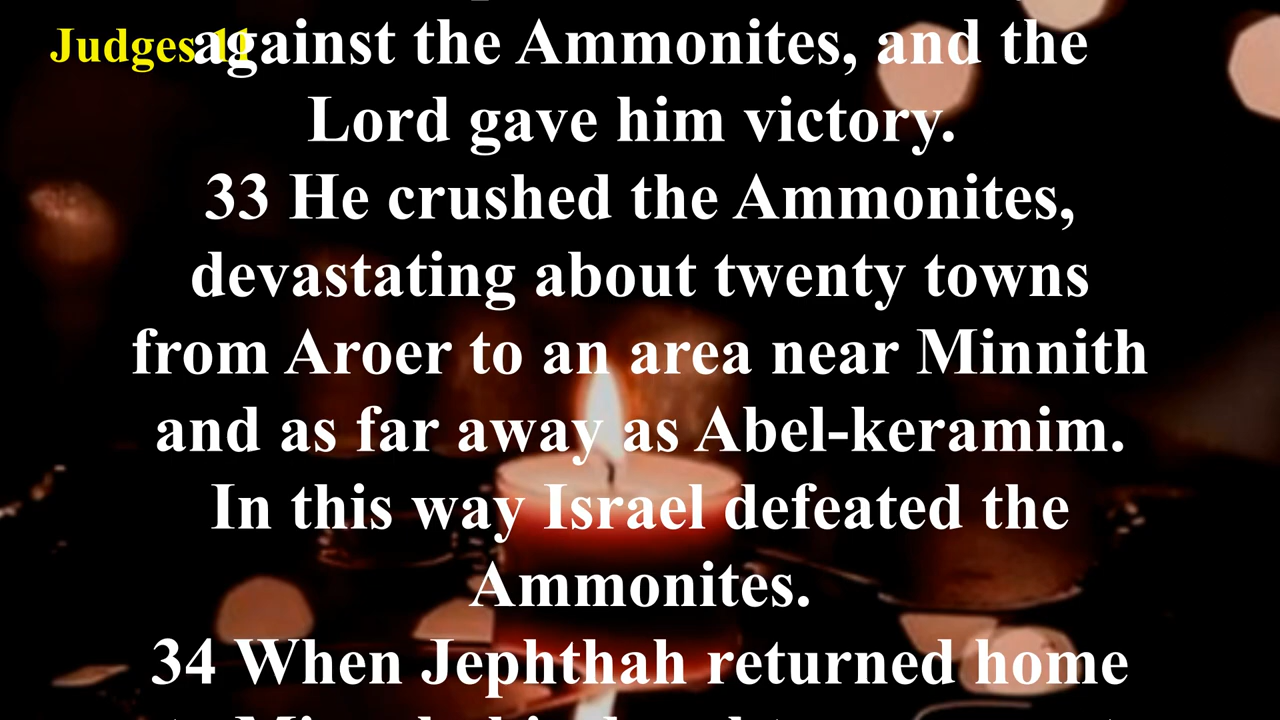 Judges 11
against the Ammonites, and the
Lord gave him victory.
33 He crushed the Ammonites,
devastating about twenty towns
from Aroer to an area near Minnith
and as far away as Abel-keramim.
In this way Israel defeated the
Ammonites.
34 When Jephthah returned home